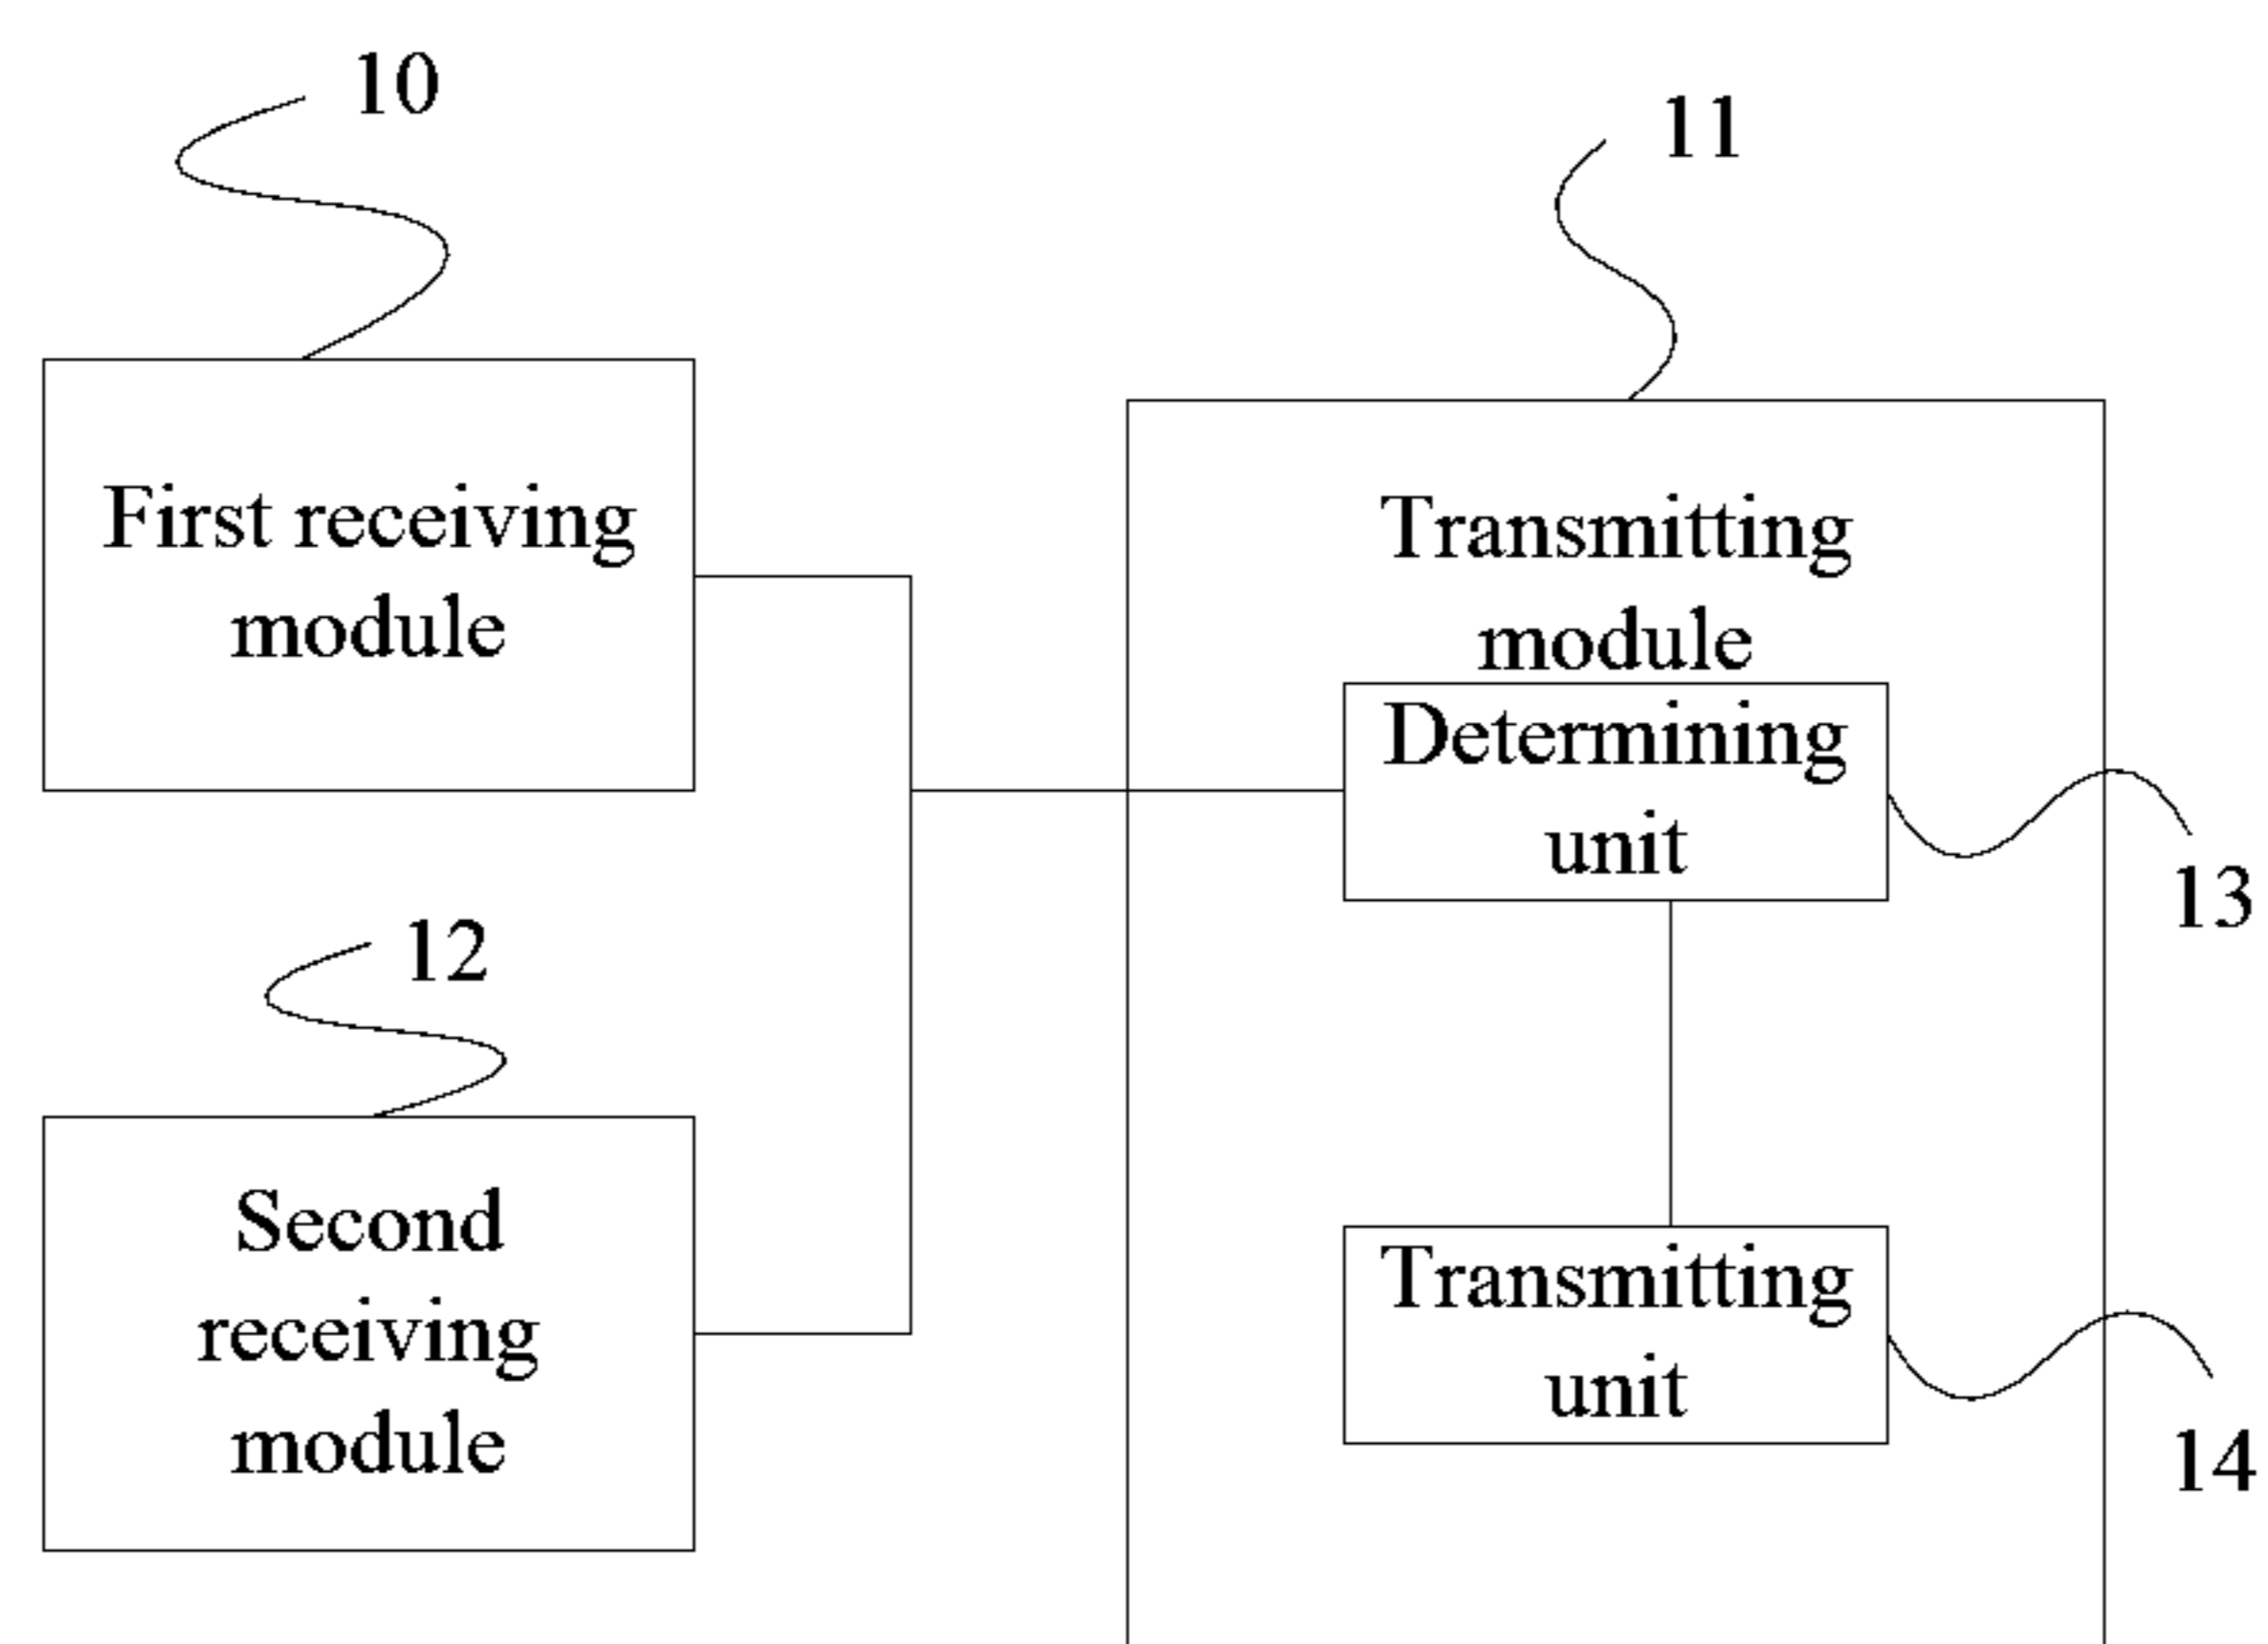 10
11
First receiving
module
Transmitting
module
Determining
unit
13
12
Second
receiving
module
Transmitting
unit
14